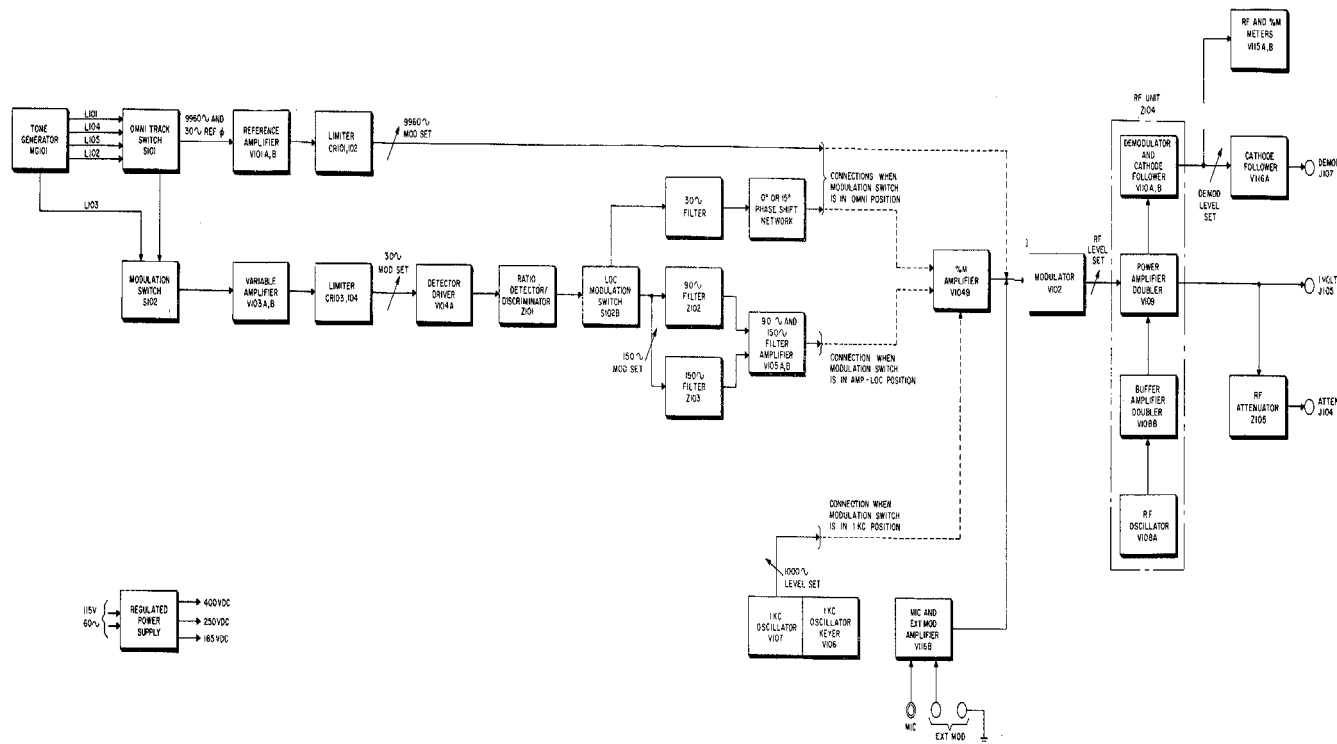 RF AND %M
METERS
V115A,B
RF UNIT
Z104
TONE
GENERATOR
MG101
L101
L104
L105
L102
L103
OMNI TRACK
SWITCH
S101
9960~ AND
30~ REF ϕ
REFERENCE
AMPLIFIER
V101A,B
LIMITER
CR101,102
9960~
MOD SET
DEMODULATOR
AND
CATHODE
FOLLOWER
V110A,B
DEMOD
LEVEL
SET
CATHODE
FOLLOWER
V116A
DEMOD
J107
30~
FILTER
0° OR 15°
PHASE SHIFT
NETWORK
CONNECTIONS WHEN
MODULATION SWITCH
IS IN OMNI POSITION
MODULATION
SWITCH
S102
VARIABLE
AMPLIFIER
V103A,B
LIMITER
CR103,104
30~
MOD SET
DETECTOR
DRIVER
V104A
RATIO
DETECTOR/
DISCRIMINATOR
Z101
LOC
MODULATION
SWITCH
S102B
90~
FILTER
Z102
150~
MOD SET
150~
FILTER
Z103
90~ AND
150~
FILTER
AMPLIFIER
V105A,B
CONNECTION WHEN
MODULATION SWITCH
IS IN AMP-LOC POSITION
%M
AMPLIFIER
V104B
MODULATOR
V102
RF
LEVEL
SET
POWER
AMPLIFIER
DOUBLER
V109
1 VOLT
J105
BUFFER
AMPLIFIER
DOUBLER
V108B
RF
ATTENUATOR
Z105
ATTEN
J104
RF
OSCILLATOR
V108A
CONNECTION WHEN
MODULATION SWITCH
IS IN 1KC POSITION
1000~
LEVEL SET
1KC
OSCILLATOR
V107
1KC
OSCILLATOR
KEYER
V106
MIC AND
EXT MOD
AMPLIFIER
V116B
MIC
EXT MOD
115V
60~
REGULATED
POWER
SUPPLY
400VDC
250VDC
185VDC